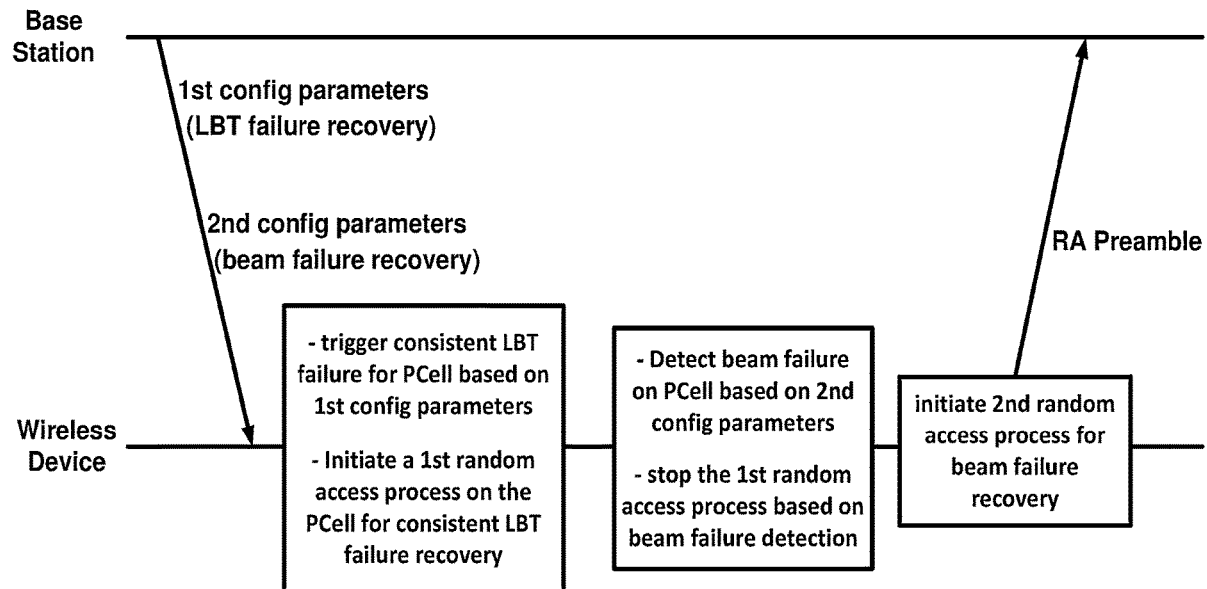 Base
Station
1st config parameters
(LBT failure recovery)
2nd config parameters
(beam failure recovery)
RA Preamble
Wireless
Device
- trigger consistent LBT
failure for PCell based on
1st config parameters
- Initiate a 1st random
access process on the
PCell for consistent LBT
failure recovery
- Detect beam failure
on PCell based on 2nd
config parameters
- stop the 1st random
access process based on
beam failure detection
initiate 2nd random
access process for
beam failure
recovery